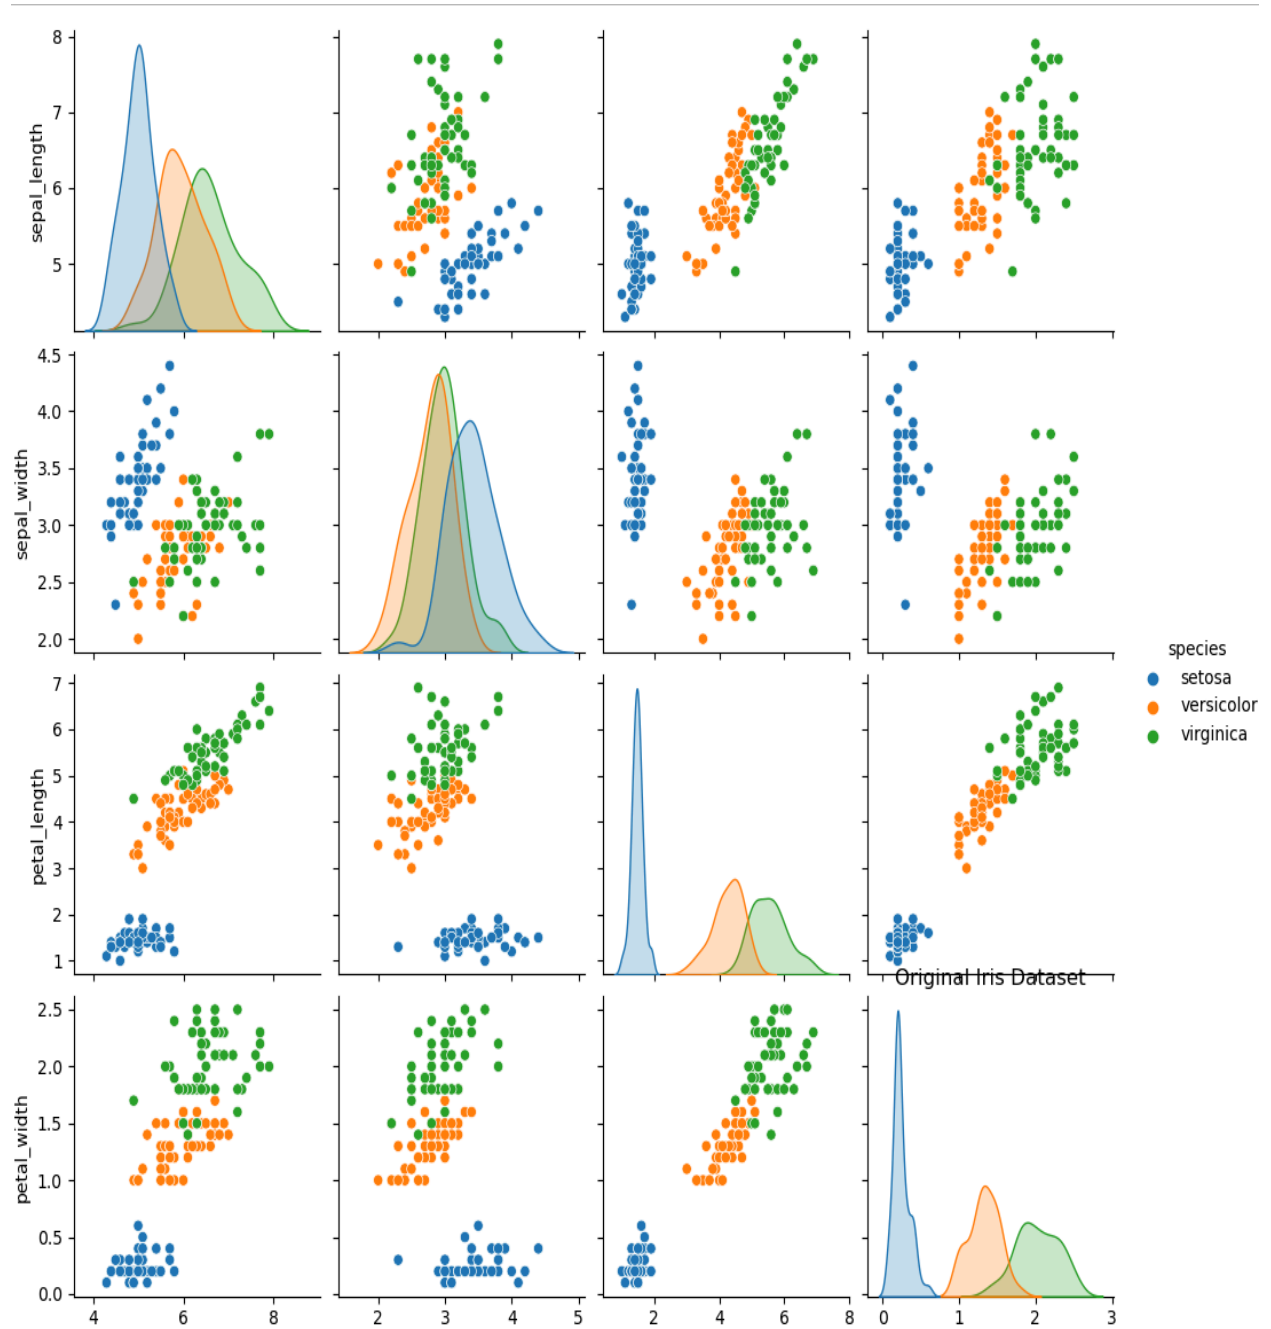 8
7
6
5
sepal_length
4 6 8
2 3 4 5
2 4 6 8
0 1 2 3
4.5
4.0
3.5
3.0
2.5
2.0
sepal_width
species
setosa
versicolor
virginica
7
6
5
4
3
2
1
petal_length
Original Iris Dataset
2.5
2.0
1.5
1.0
0.5
0.0
petal_width